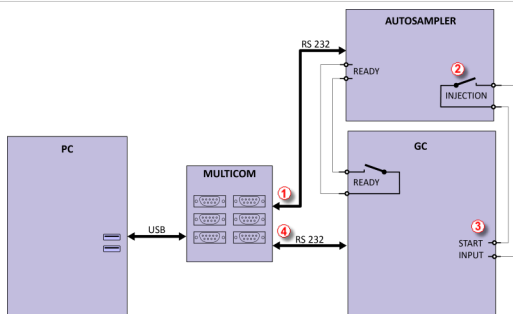 AUTOSAMPLER
RS 232
READY
2
INJECTION
PC
MULTICOM
GC
1
READY
USB
4
RS 232
3
START
INPUT